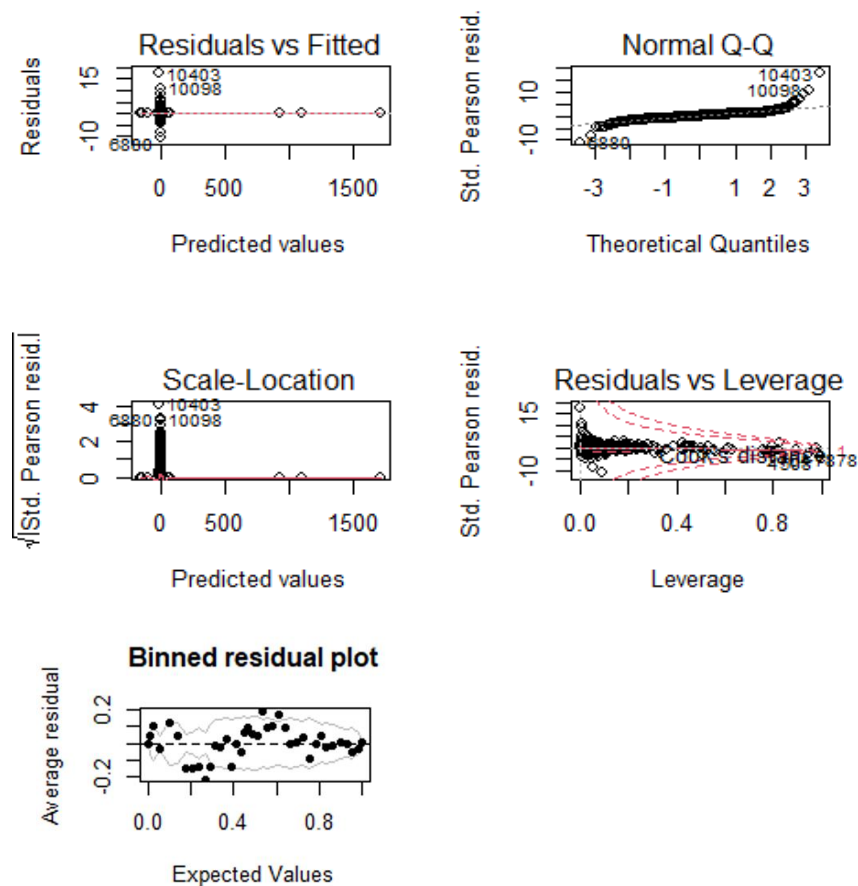 Residuals vs Fitted
Residuals
15
-10
10403
10098
6880
0 500 1500
Predicted values
Normal Q-Q
Std. Pearson resid.
10
-10
10403
10098
6880
-3 -1 1 2 3
Theoretical Quantiles
Scale-Location
√|Std. Pearson resid.|
4
2
0
10403
6880 10098
0 500 1500
Predicted values
Residuals vs Leverage
Std. Pearson resid.
15
-10
Cook's distance
1
0.0 0.4 0.8
Leverage
Binned residual plot
Average residual
0.2
-0.2
0.0 0.4 0.8
Expected Values